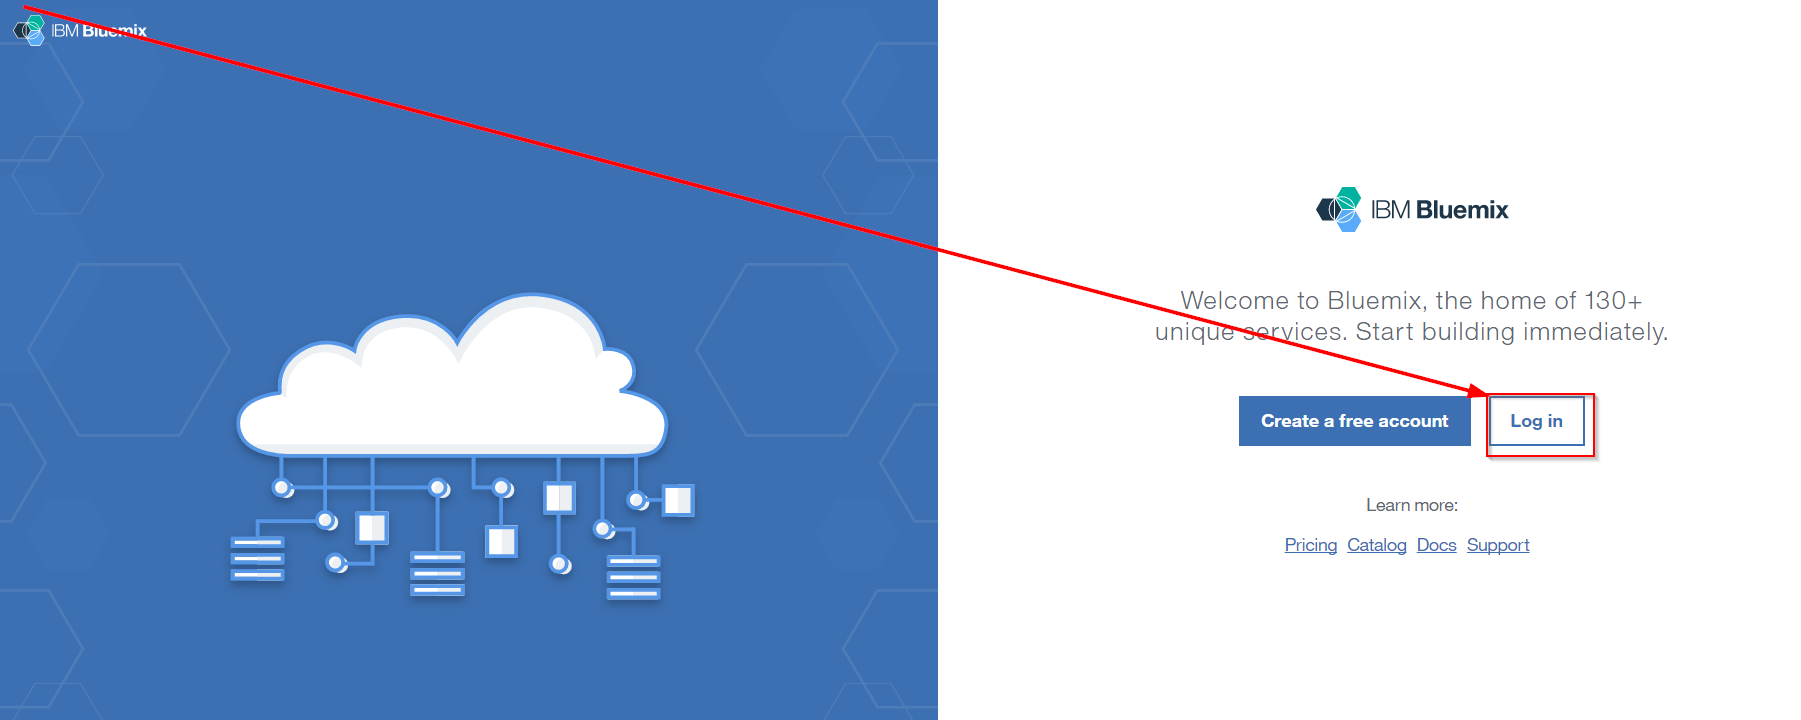 IBM Bluemix
IBM Bluemix
Welcome to Bluemix, the home of 130+
unique services. Start building immediately.
Create a free account
Log in
Learn more:
Pricing Catalog Docs Support